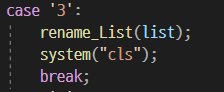 case '3':
rename_List(list);
system("cls");
break;